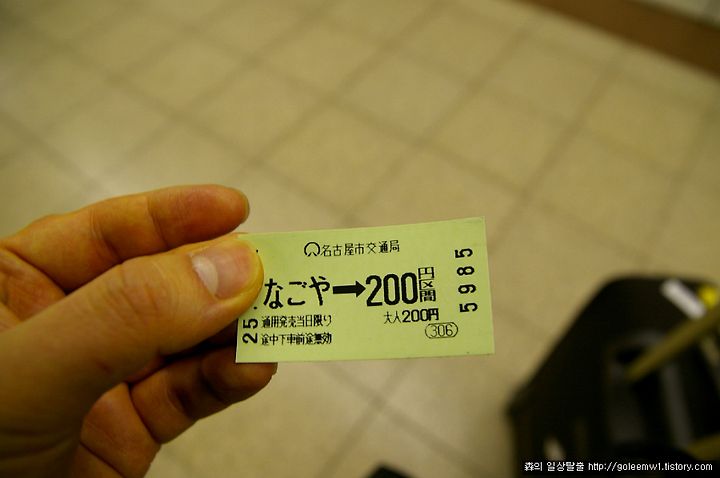 名古屋市交通局
なごや→200円区間
25.
通用発売当日限り 大人200円
途中下車前途無効
306
5985
森의 일상탈출 http://goleemw1.tistory.com